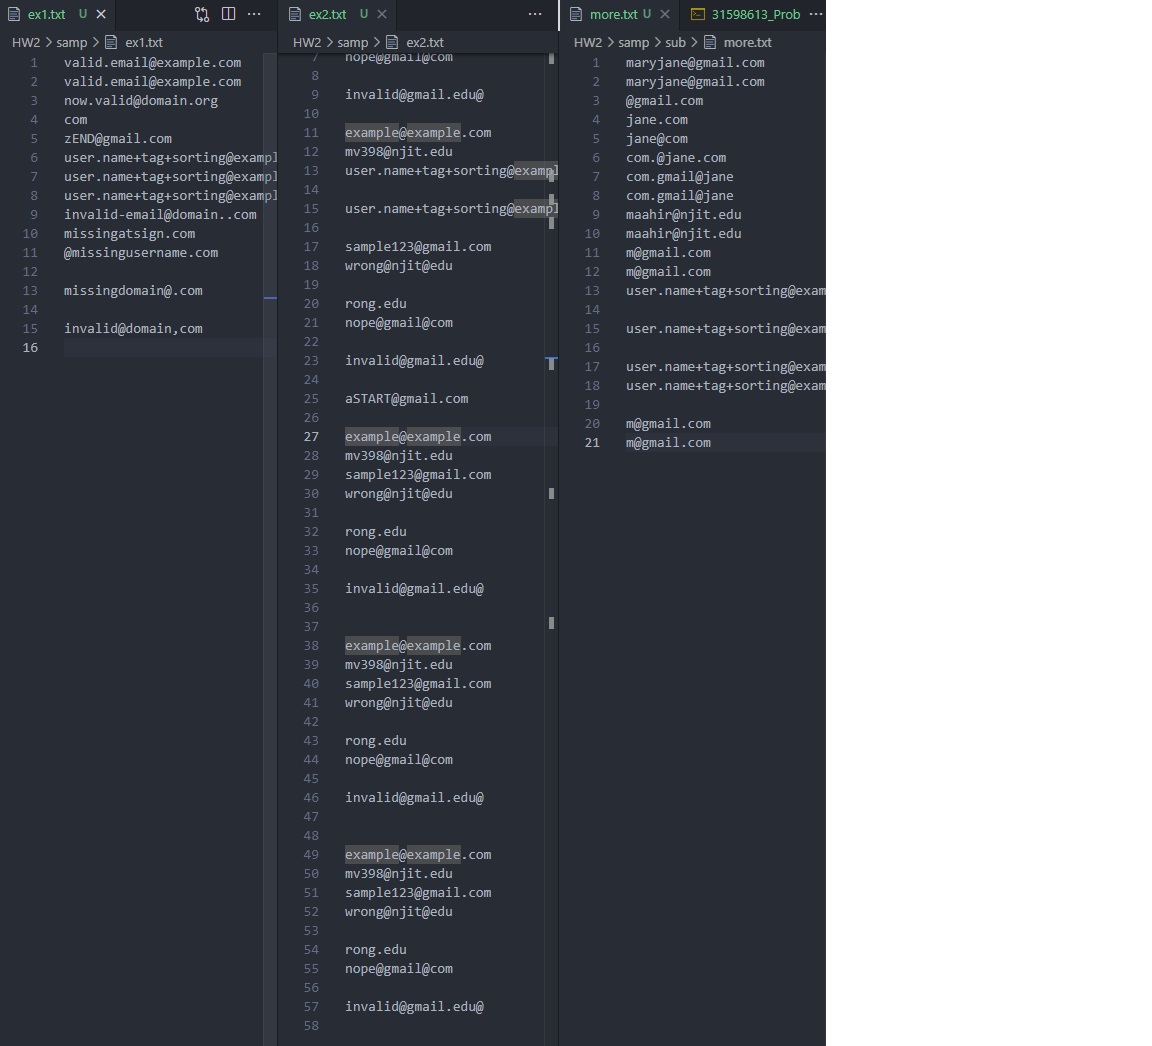 ex1.txt U
HW2 > samp > ex1.txt
1 valid.email@example.com
2 valid.email@example.com
3 now.valid@domain.org
4 com
5 zEND@gmail.com
6 user.name+tag+sorting@exampl
7 user.name+tag+sorting@exampl
8 user.name+tag+sorting@exampl
9 invalid-email@domain..com
10 missingatsign.com
11 @missingusername.com
12
13 missingdomain@.com
14
15 invalid@domain,com
16
ex2.txt U
HW2 > samp > ex2.txt
7 nope@gmail@com
8
9 invalid@gmail.edu@
10
11 example@example.com
12 mv398@njit.edu
13 user.name+tag+sorting@exampl
14
15 user.name+tag+sorting@exampl
16
17 sample123@gmail.com
18 wrong@njit@edu
19
20 rong.edu
21 nope@gmail@com
22
23 invalid@gmail.edu@
24
25 aSTART@gmail.com
26
27 example@example.com
28 mv398@njit.edu
29 sample123@gmail.com
30 wrong@njit@edu
31
32 rong.edu
33 nope@gmail@com
34
35 invalid@gmail.edu@
36
37
38 example@example.com
39 mv398@njit.edu
40 sample123@gmail.com
41 wrong@njit@edu
42
43 rong.edu
44 nope@gmail@com
45
46 invalid@gmail.edu@
47
48
49 example@example.com
50 mv398@njit.edu
51 sample123@gmail.com
52 wrong@njit@edu
53
54 rong.edu
55 nope@gmail@com
56
57 invalid@gmail.edu@
58
more.txt U 31598613_Prob
HW2 > samp > sub > more.txt
1 maryjane@gmail.com
2 maryjane@gmail.com
3 @gmail.com
4 jane.com
5 jane@com
6 com.@jane.com
7 com.gmail@jane
8 com.gmail@jane
9 maahir@njit.edu
10 maahir@njit.edu
11 m@gmail.com
12 m@gmail.com
13 user.name+tag+sorting@exam
14
15 user.name+tag+sorting@exam
16
17 user.name+tag+sorting@exam
18 user.name+tag+sorting@exam
19
20 m@gmail.com
21 m@gmail.com